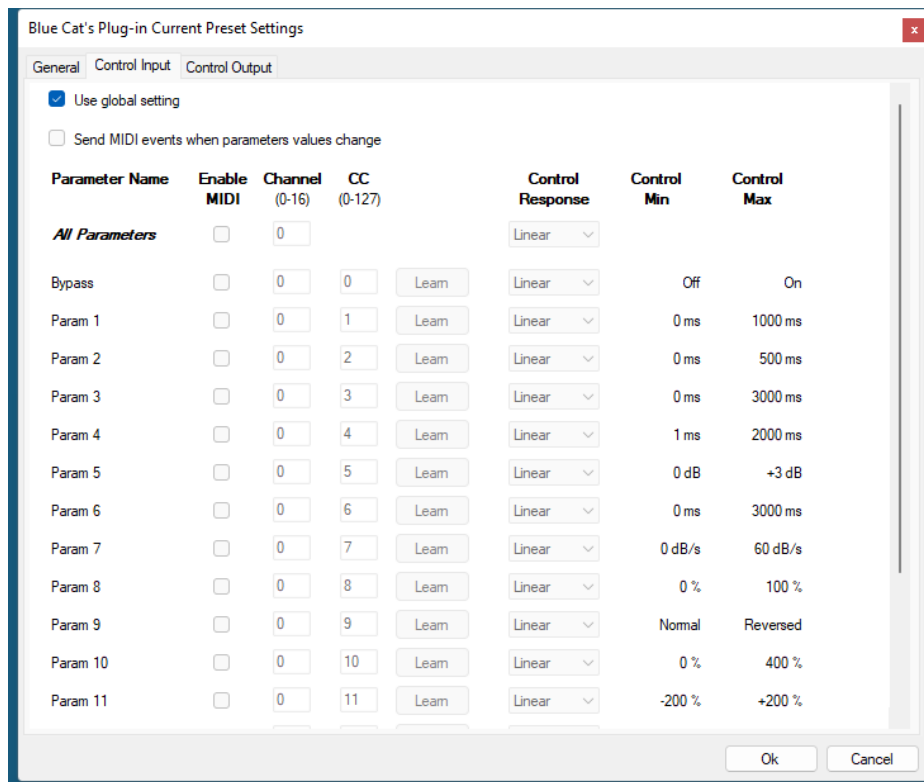 Blue Cat's Plug-in Current Preset Settings
x
General Control Input Control Output
Use global setting
Send MIDI events when parameters values change
Parameter Name Enable MIDI Channel (0-16) CC (0-127) Control Response Control Min Control Max
All Parameters 0 Linear
Bypass 0 0 Learn Linear Off On
Param 1 0 1 Learn Linear 0 ms 1000 ms
Param 2 0 2 Learn Linear 0 ms 500 ms
Param 3 0 3 Learn Linear 0 ms 3000 ms
Param 4 0 4 Learn Linear 1 ms 2000 ms
Param 5 0 5 Learn Linear 0 dB +3 dB
Param 6 0 6 Learn Linear 0 ms 3000 ms
Param 7 0 7 Learn Linear 0 dB/s 60 dB/s
Param 8 0 8 Learn Linear 0 % 100 %
Param 9 0 9 Learn Linear Normal Reversed
Param 10 0 10 Learn Linear 0 % 400 %
Param 11 0 11 Learn Linear -200 % +200 %
Ok Cancel